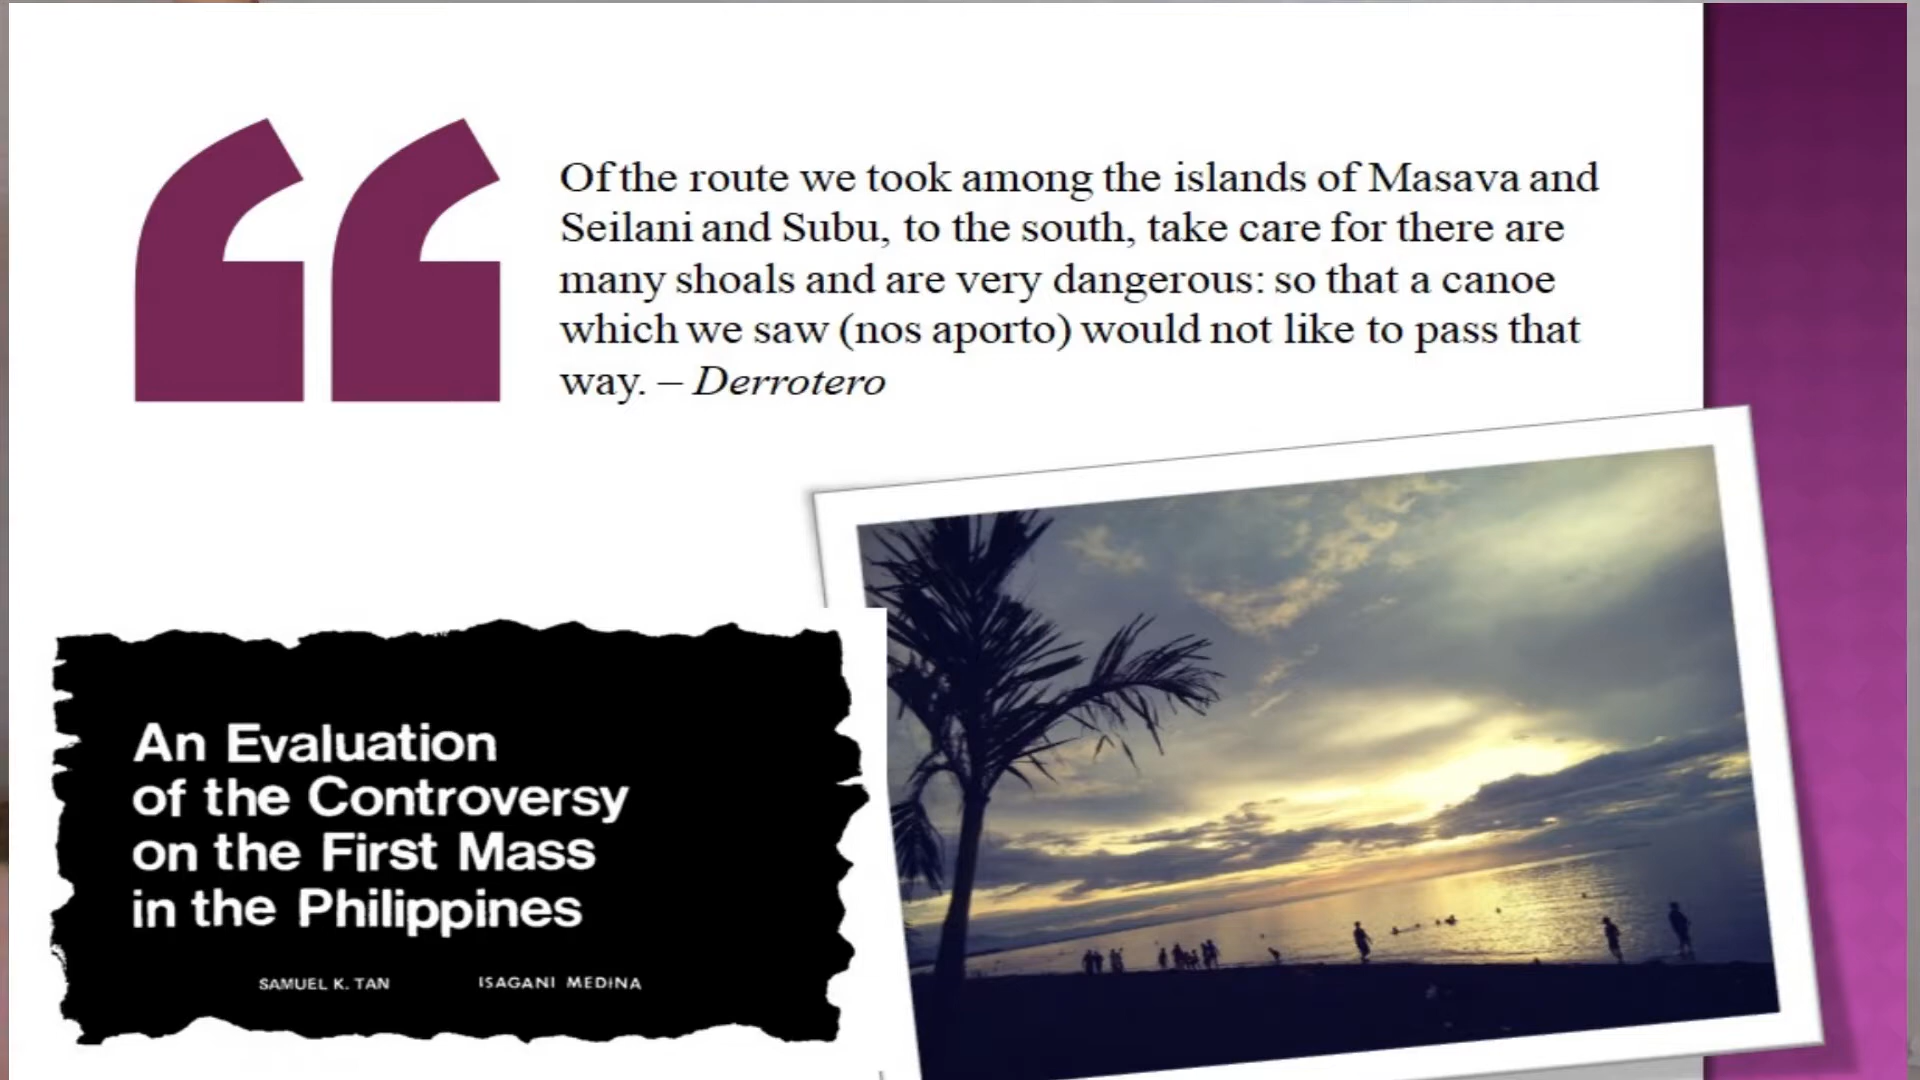 Of the route we took among the islands of Masava and
Seilani and Subu, to the south, take care for there are
many shoals and are very dangerous: so that a canoe
which we saw (nos aporto) would not like to pass that
way. – Derrotero
An Evaluation
of the Controversy
on the First Mass
in the Philippines
SAMUEL K. TAN ISAGANI MEDINA